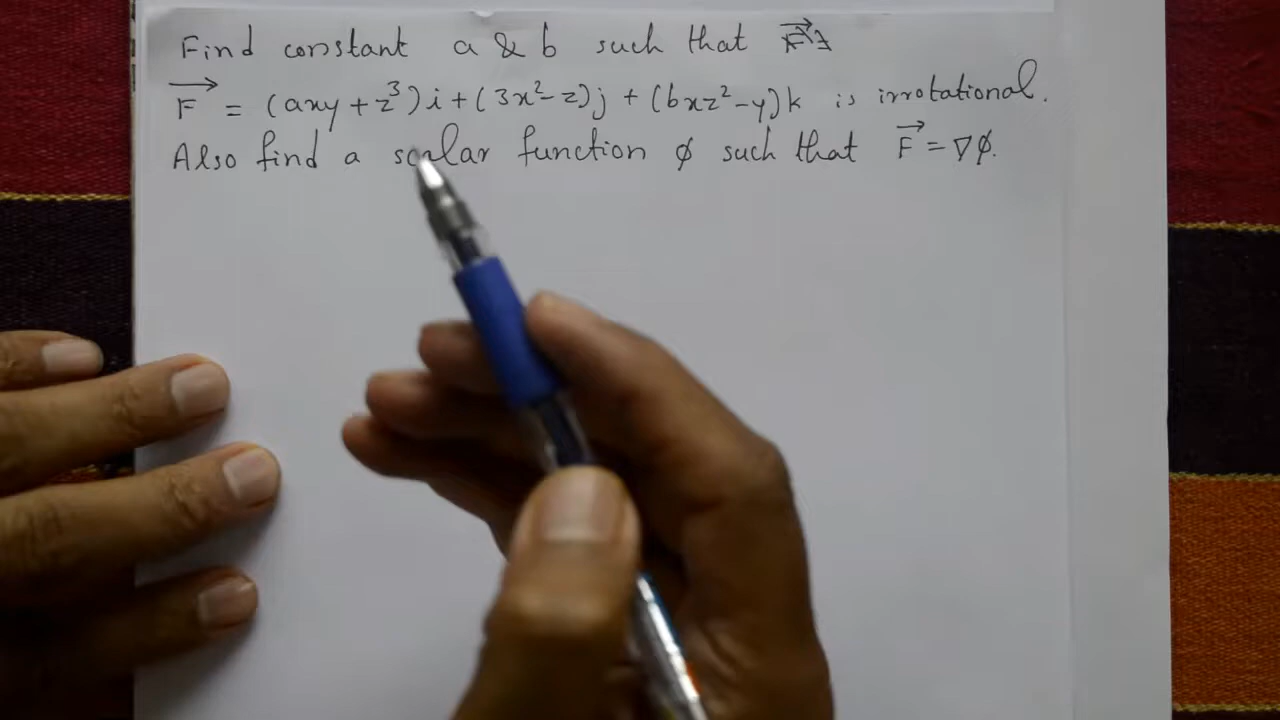 Find constant a & b such that
F = (axy + z³)i + (3x² - z)j + (bxz² - y)k is irrotational.
Also find a scalar function φ such that F = ∇φ.